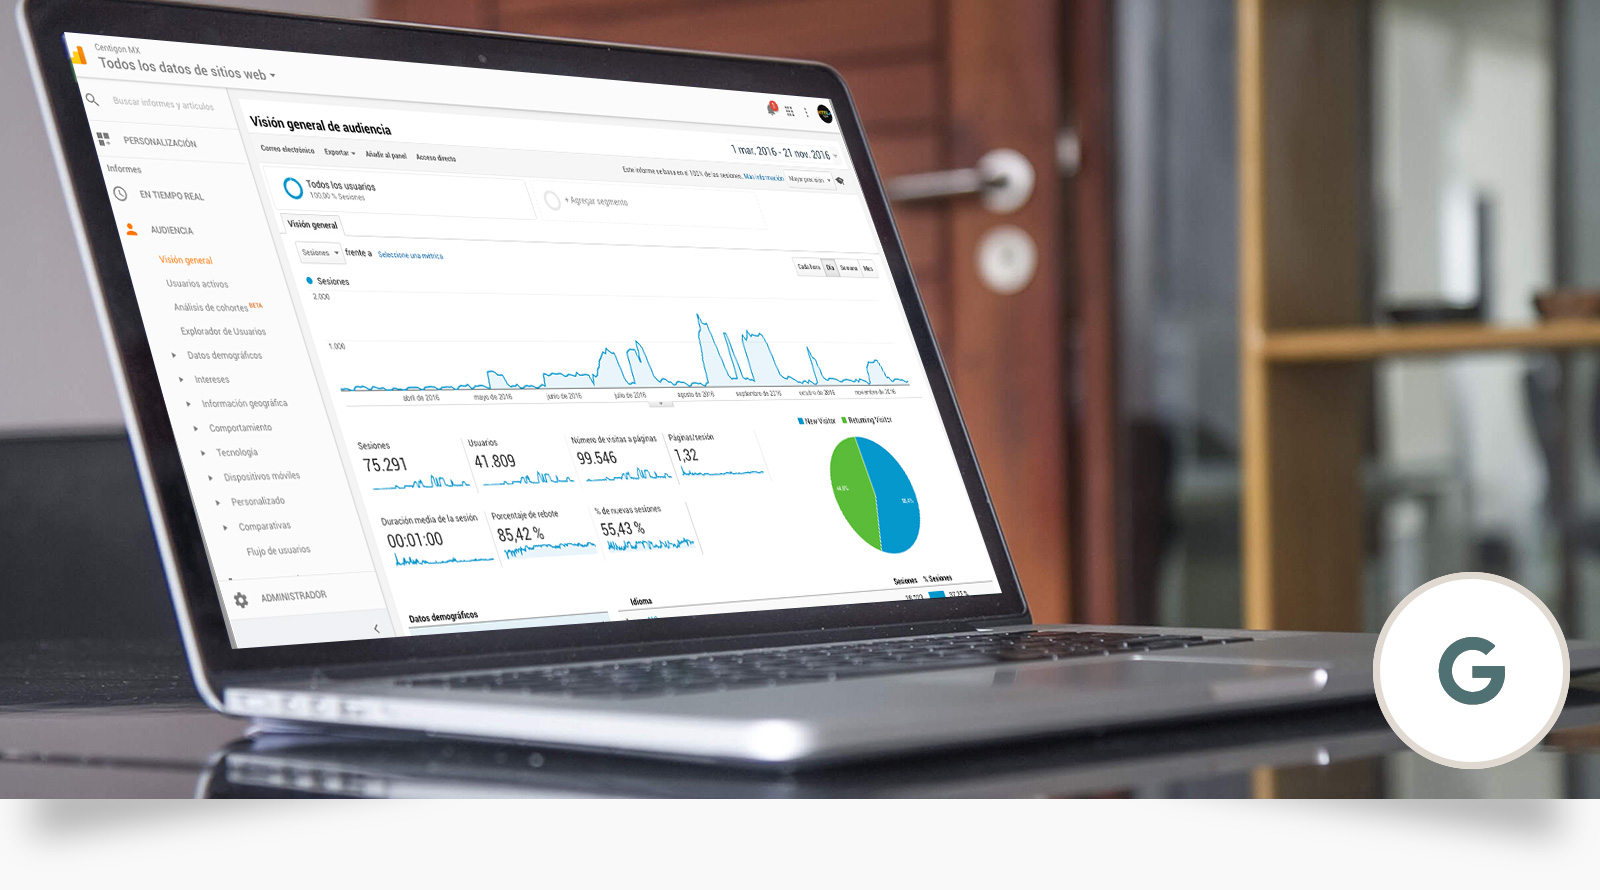 Centigon MX
Todos los datos de sitios web
Buscar informes y artículos
PERSONALIZACIÓN
Informes
EN TIEMPO REAL
AUDIENCIA
Visión general
Usuarios activos
Análisis de cohortes BETA
Explorador de Usuarios
Datos demográficos
Intereses
Información geográfica
Comportamiento
Tecnología
Dispositivos móviles
Personalizado
Comparativas
Flujo de usuarios
ADMINISTRADOR
Visión general de audiencia
1 mar. 2016 - 21 nov. 2016
Correo electrónico Exportar Añadir al panel Acceso directo
Este informe se basa en el 100% de las sesiones. Más información Mayor precisión
Todos los usuarios
100,00 % Sesiones
+ Agregar segmento
Visión general
Sesiones frente a Seleccione una métrica
Cada hora Día Semana Mes
Sesiones
2.000
1.000
abril de 2016 mayo de 2016 junio de 2016 julio de 2016 agosto de 2016 septiembre de 2016 octubre de 2016 noviembre de 2016
New Visitor Returning Visitor
Sesiones
75.291
Usuarios
41.809
Número de visitas a páginas
99.546
Páginas/sesión
1,32
Duración media de la sesión
00:01:00
Porcentaje de rebote
85,42 %
% de nuevas sesiones
55,43 %
Datos demográficos
Idioma
Sesiones % Sesiones
G